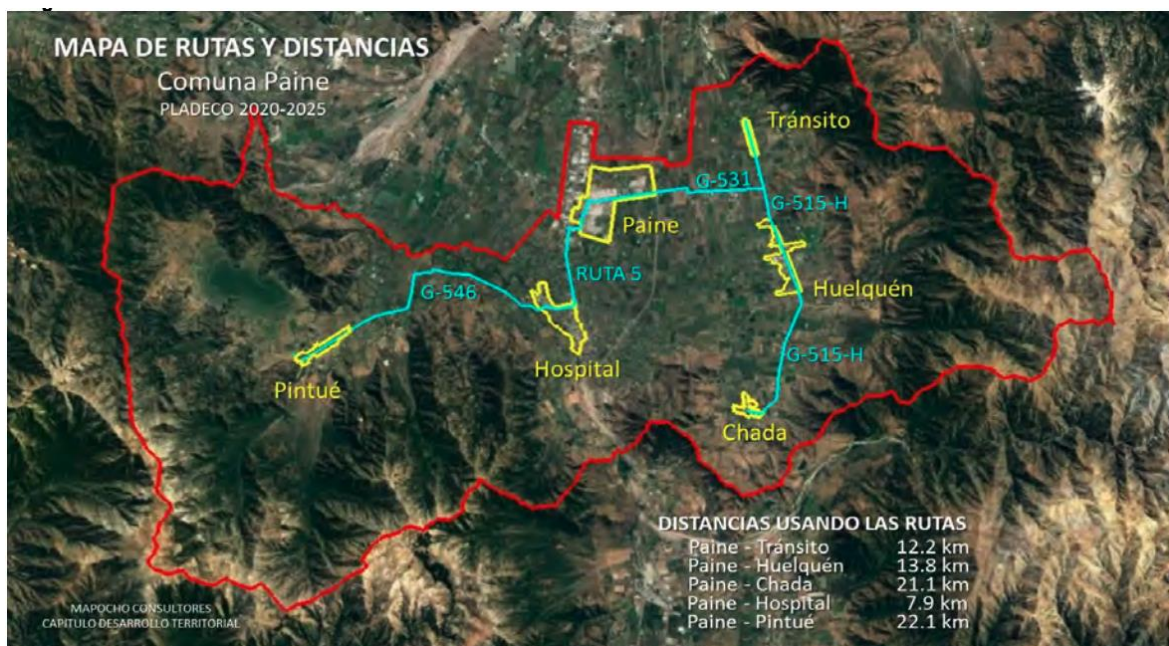 MAPA DE RUTAS Y DISTANCIAS
Comuna Paine
PLADECO 2020-2025
Tránsito
G-531
G-515-H
Paine
RUTA 5
Huelquén
G-546
G-515-H
Hospital
Pintué
Chada
DISTANCIAS USANDO LAS RUTAS
Paine - Tránsito 12.2 km
Paine - Huelquén 13.8 km
Paine - Chada 21.1 km
Paine - Hospital 7.9 km
Paine - Pintué 22.1 km
MAPOCHO CONSULTORES
CAPITULO DESARROLLO TERRITORIAL